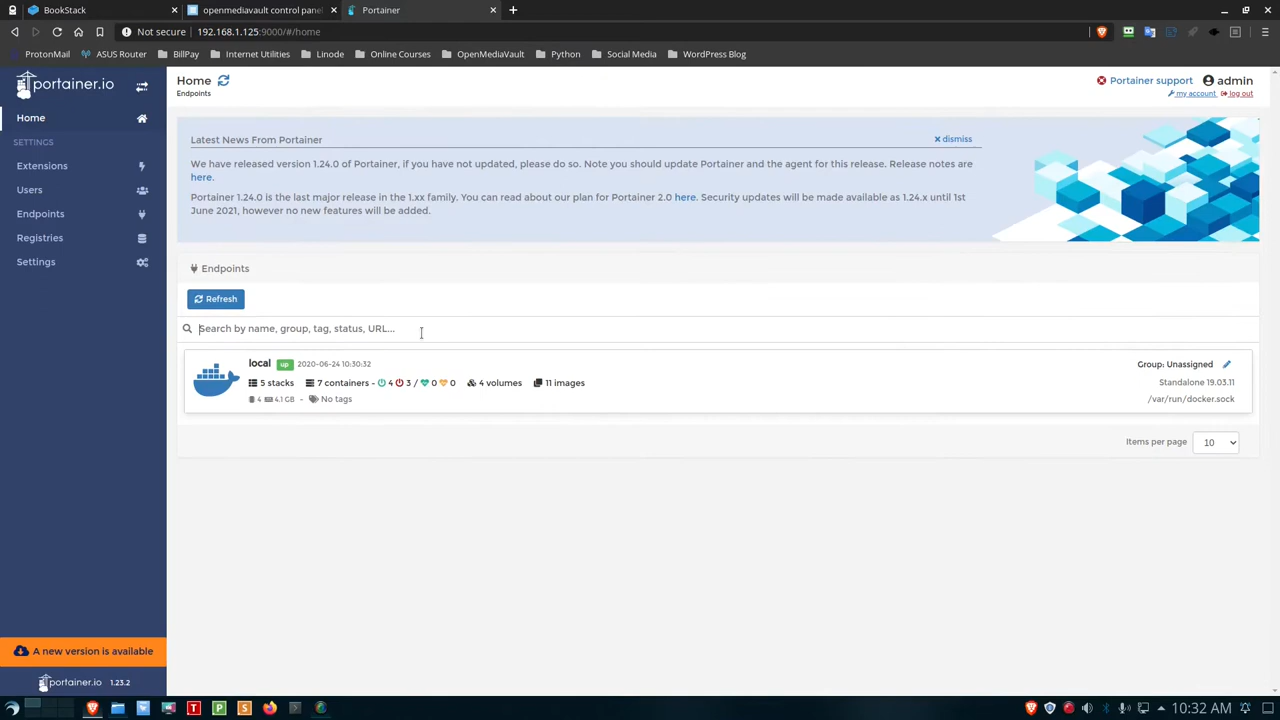 BookStack
openmediavault control panel
Portainer
Not secure
192.168.1.125:9000/#/home
ProtonMail
ASUS Router
BillPay
Internet Utilities
Linode
Online Courses
OpenMediaVault
Python
Social Media
WordPress Blog
portainer.io
Home
SETTINGS
Extensions
Users
Endpoints
Registries
Settings
A new version is available
portainer.io 1.23.2
Home
Endpoints
Portainer support
admin
my account
log out
Latest News From Portainer
dismiss
We have released version 1.24.0 of Portainer, if you have not updated, please do so. Note you should update Portainer and the agent for this release. Release notes are
here.
Portainer 1.24.0 is the last major release in the 1.xx family. You can read about our plan for Portainer 2.0 here. Security updates will be made available as 1.24.x until 1st
June 2021, however no new features will be added.
Endpoints
Refresh
Search by name, group, tag, status, URL...
local up 2020-06-24 10:30:32
Group: Unassigned
5 stacks 7 containers - 4 3 / 0 0 4 volumes 11 images
Standalone 19.03.11
4 4.1 GB - No tags
/var/run/docker.sock
Items per page 10
T P S
10:32 AM